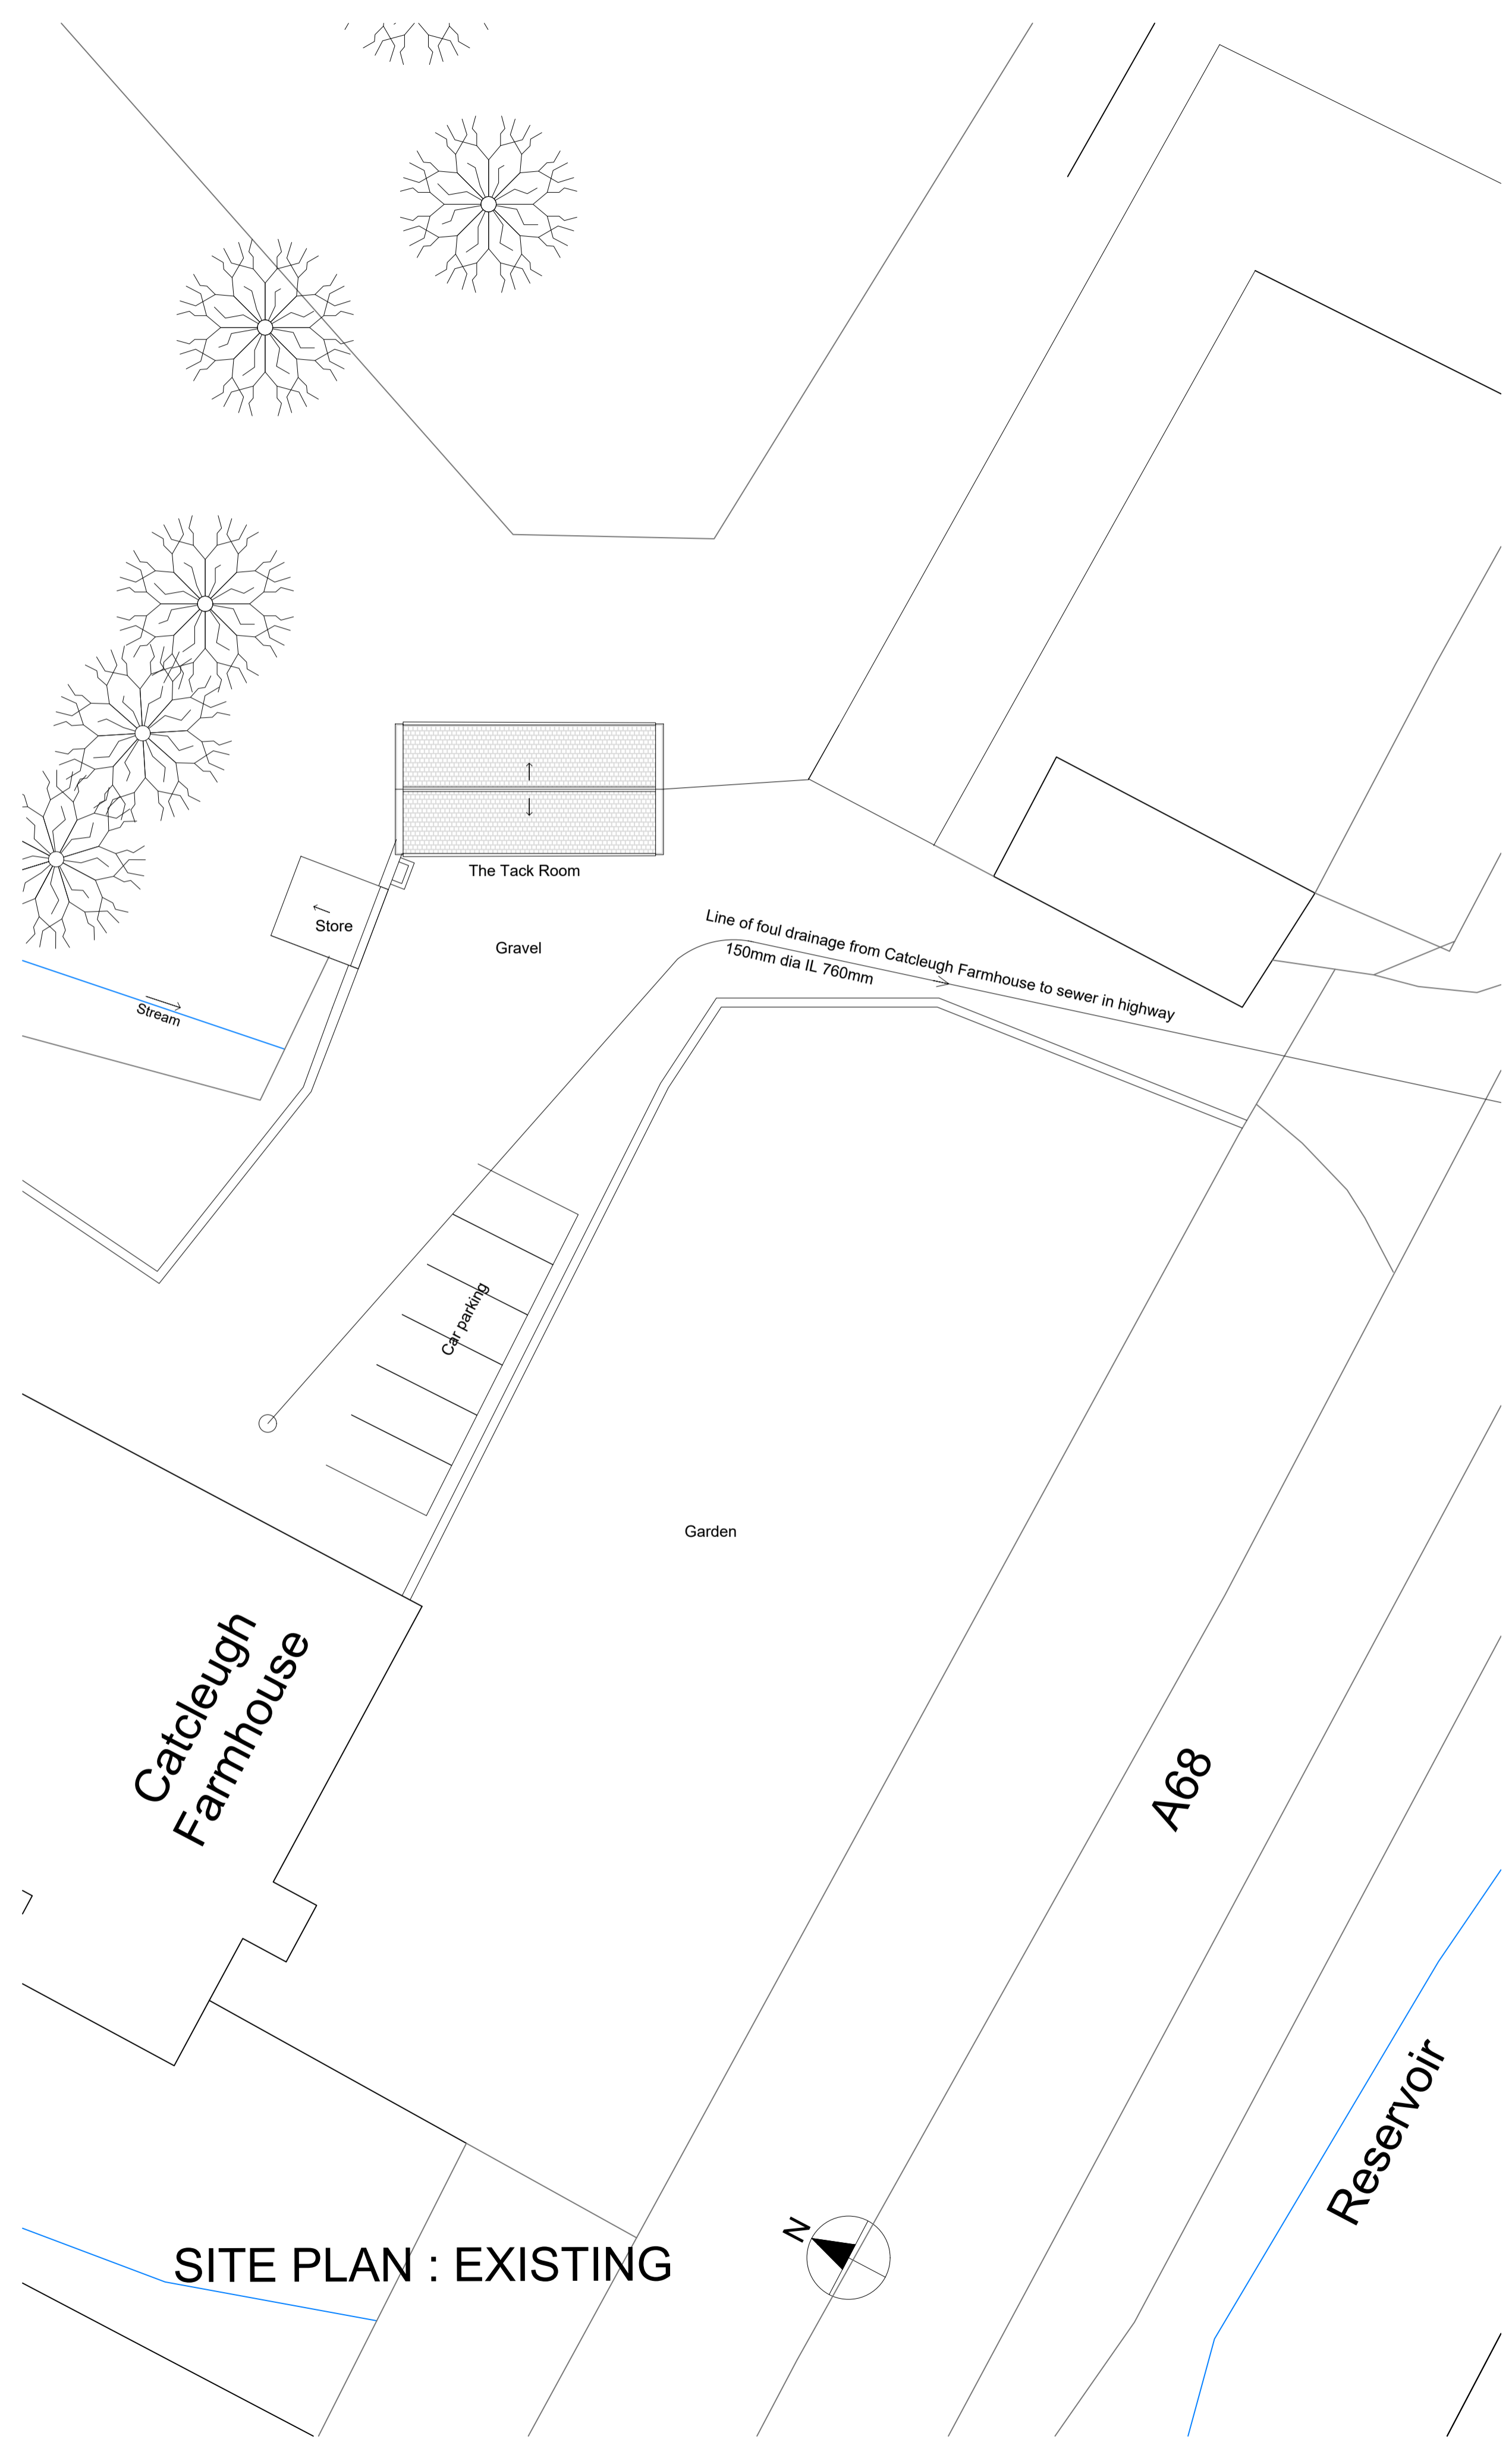 The Tack Room
Store
Gravel
Line of foul drainage from Catcleugh Farmhouse to sewer in highway
150mm dia IL 760mm
Stream
Car parking
Garden
Catcleugh
Farmhouse
A68
Reservoir
N
SITE PLAN : EXISTING